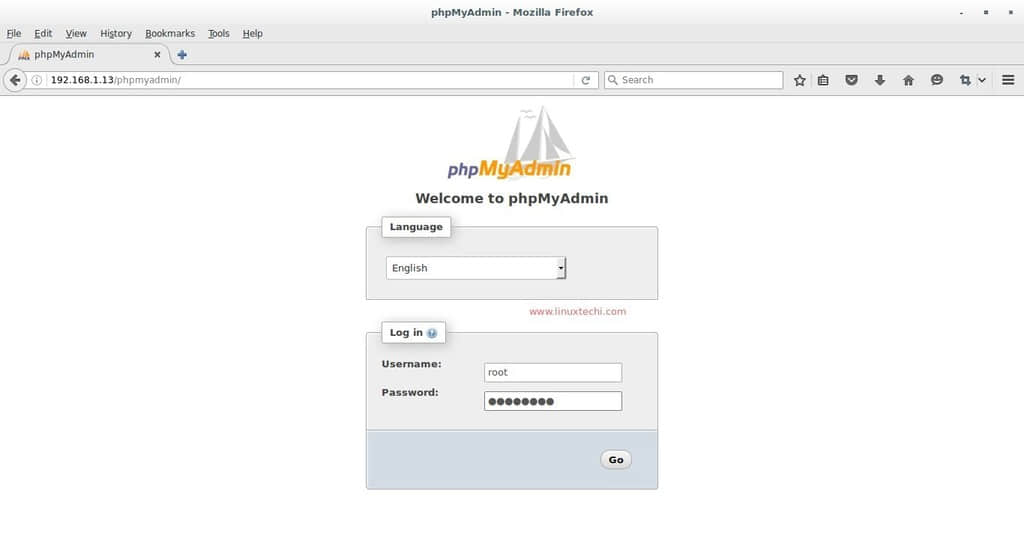 phpMyAdmin - Mozilla Firefox
File Edit View History Bookmarks Tools Help
phpMyAdmin
192.168.1.13/phpmyadmin/
Search
phpMyAdmin
Welcome to phpMyAdmin
Language
English
www.linuxtechi.com
Log in
Username:
root
Password:
●●●●●●●●
Go